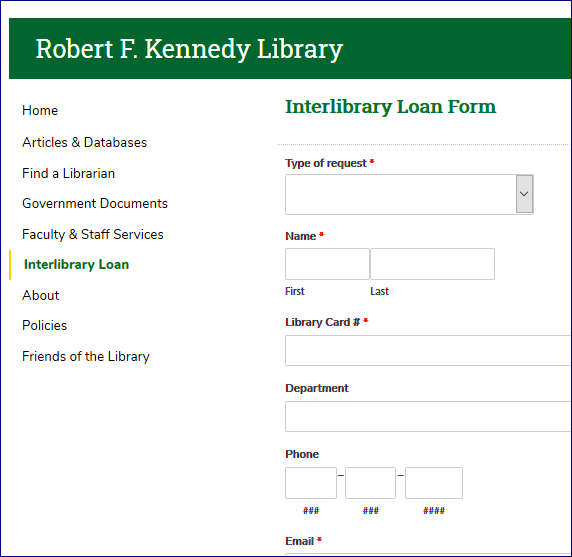 Robert F. Kennedy Library
Home
Articles & Databases
Find a Librarian
Government Documents
Faculty & Staff Services
Interlibrary Loan
About
Policies
Friends of the Library
Interlibrary Loan Form
Type of request *
Name *
First Last
Library Card # *
Department
Phone
– –
### ### ####
Email *